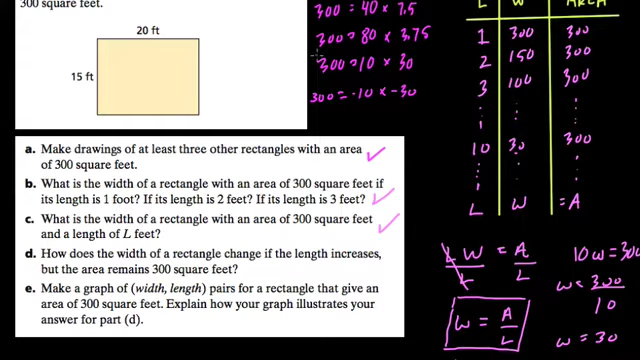 300 square feet.
20 ft
15 ft
300 = 40 × 7.5
300 = 80 × 3.75
300 = 10 × 30
300 = -10 × -30
L W AREA
1 300 300
2 150 300
3 100 300
10 30 300
L W = A
a. Make drawings of at least three other rectangles with an area
of 300 square feet.
b. What is the width of a rectangle with an area of 300 square feet if
its length is 1 foot? If its length is 2 feet? If its length is 3 feet?
c. What is the width of a rectangle with an area of 300 square feet
and a length of L feet?
d. How does the width of a rectangle change if the length increases,
but the area remains 300 square feet?
e. Make a graph of (width, length) pairs for a rectangle that give an
area of 300 square feet. Explain how your graph illustrates your
answer for part (d).
LW = A
L L
W = A
L
10W = 300
W = 300
10
W = 30